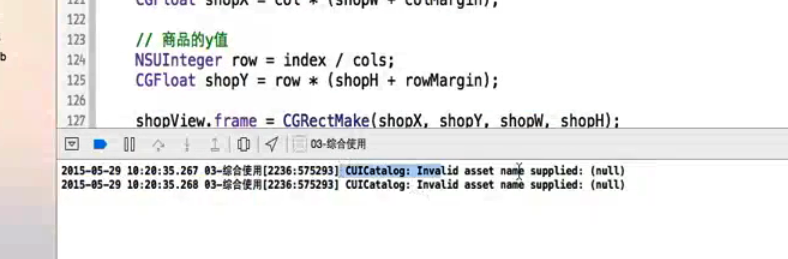 121 CGFloat shopX = col * (shopW + colMargin);
122
123 // 商品的y值
124 NSUInteger row = index / cols;
125 CGFloat shopY = row * (shopH + rowMargin);
126
127 shopView.frame = CGRectMake(shopX, shopY, shopW, shopH);
b
03-综合使用
2015-05-29 10:20:35.267 03-综合使用[2236:575293] CUICatalog: Invalid asset name supplied: (null)
2015-05-29 10:20:35.268 03-综合使用[2236:575293] CUICatalog: Invalid asset name supplied: (null)